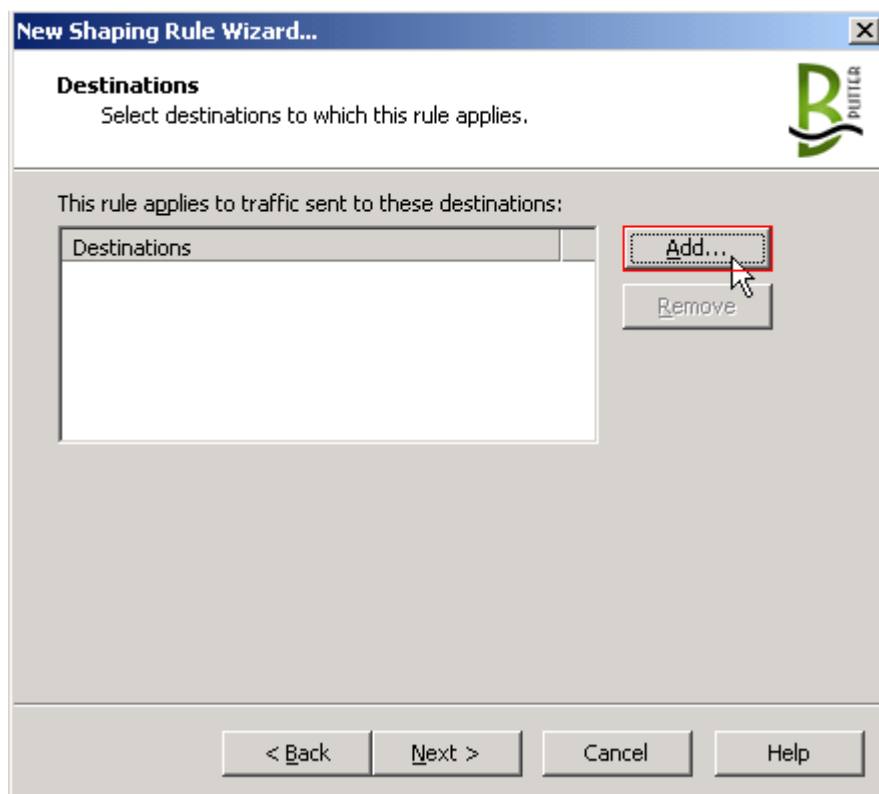 New Shaping Rule Wizard...
Destinations
Select destinations to which this rule applies.
B
PLITTER
This rule applies to traffic sent to these destinations:
Destinations
Add...
Remove
< Back
Next >
Cancel
Help